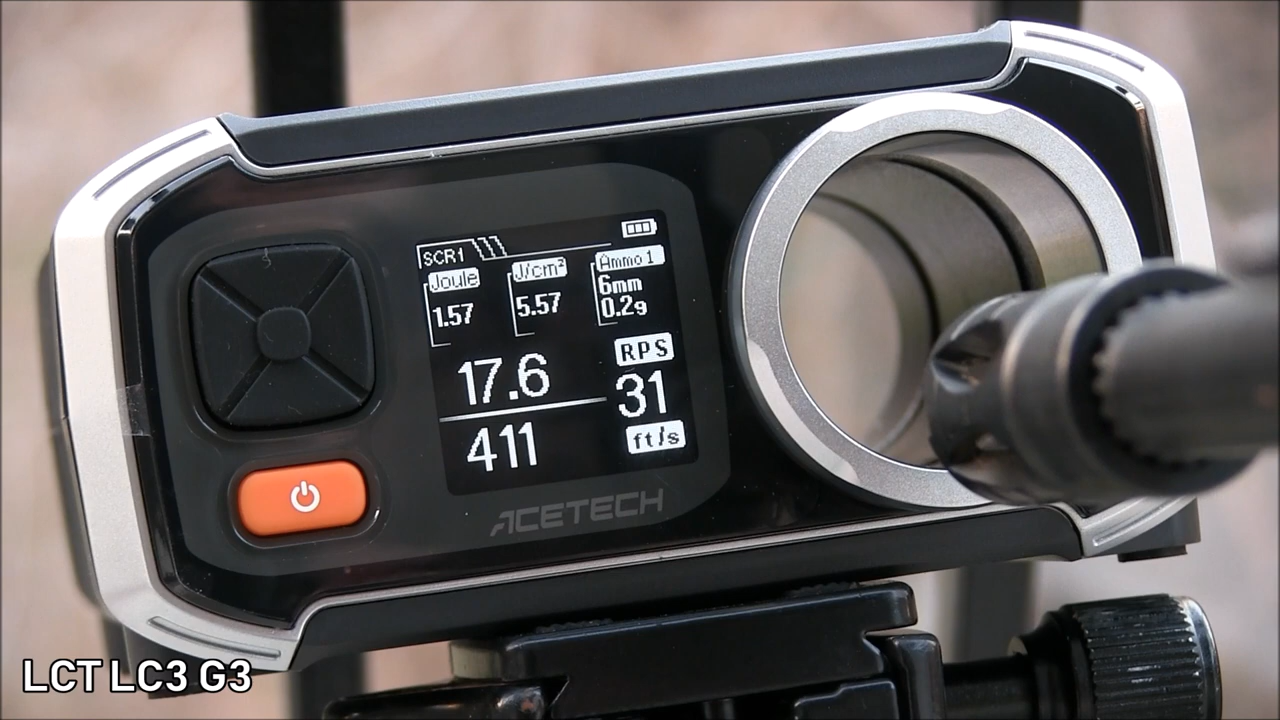 SCR1
Joule
1.57
J/cm²
5.57
Ammo 1
6mm
0.2g
17.6
411
RPS
31
ft/s
ACETECH
LCT LC3 G3